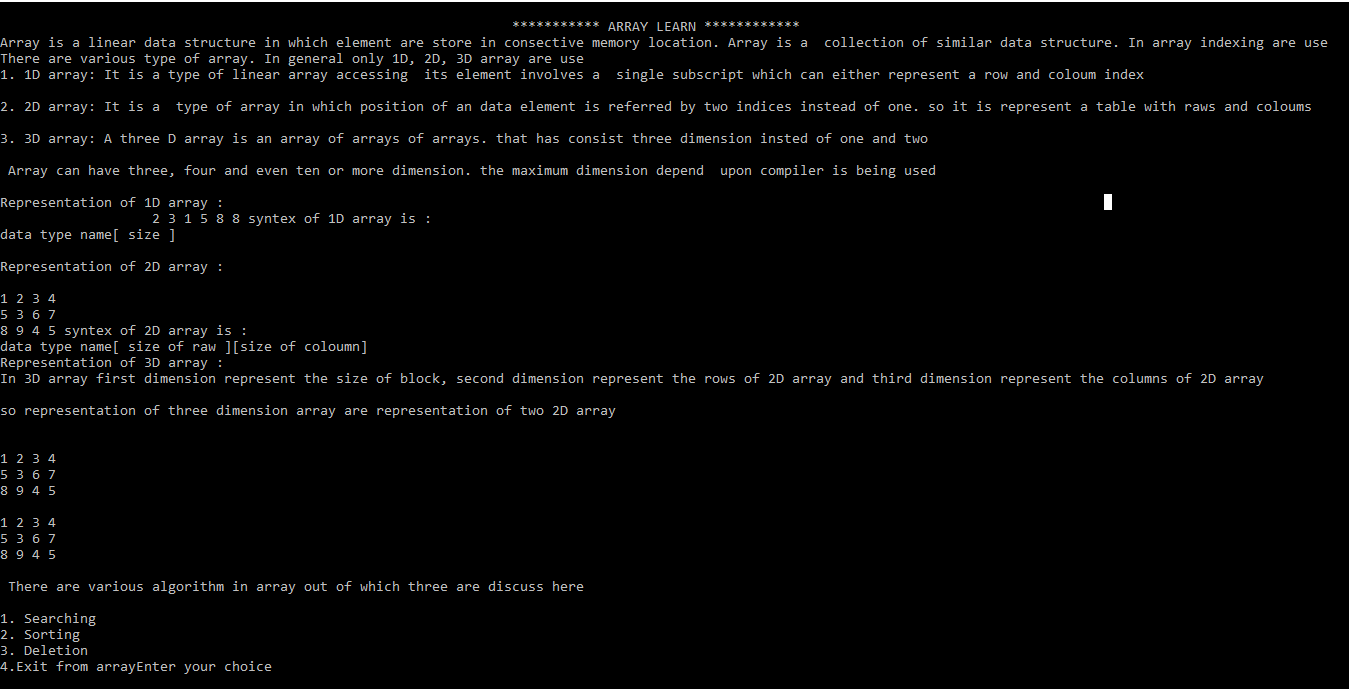 *********** ARRAY LEARN ************
Array is a linear data structure in which element are store in consective memory location. Array is a  collection of similar data structure. In array indexing are use
There are various type of array. In general only 1D, 2D, 3D array are use
1. 1D array: It is a type of linear array accessing  its element involves a  single subscript which can either represent a row and coloum index
2. 2D array: It is a  type of array in which position of an data element is referred by two indices instead of one. so it is represent a table with raws and coloums
3. 3D array: A three D array is an array of arrays of arrays. that has consist three dimension insted of one and two
Array can have three, four and even ten or more dimension. the maximum dimension depend  upon compiler is being used
Representation of 1D array :
2 3 1 5 8 8 syntex of 1D array is :
data type name[ size ]
Representation of 2D array :
1 2 3 4
5 3 6 7
8 9 4 5 syntex of 2D array is :
data type name[ size of raw ][size of coloumn]
Representation of 3D array :
In 3D array first dimension represent the size of block, second dimension represent the rows of 2D array and third dimension represent the columns of 2D array
so representation of three dimension array are representation of two 2D array
1 2 3 4
5 3 6 7
8 9 4 5
1 2 3 4
5 3 6 7
8 9 4 5
There are various algorithm in array out of which three are discuss here
1. Searching
2. Sorting
3. Deletion
4.Exit from arrayEnter your choice